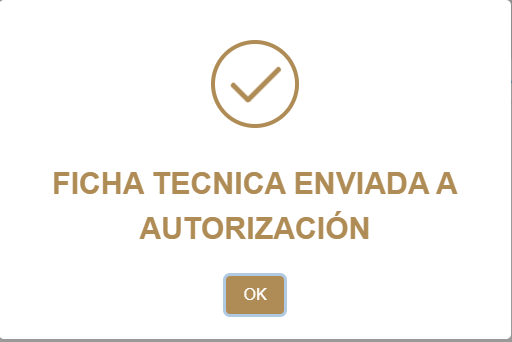 FICHA TECNICA ENVIADA A
AUTORIZACIÓN
OK